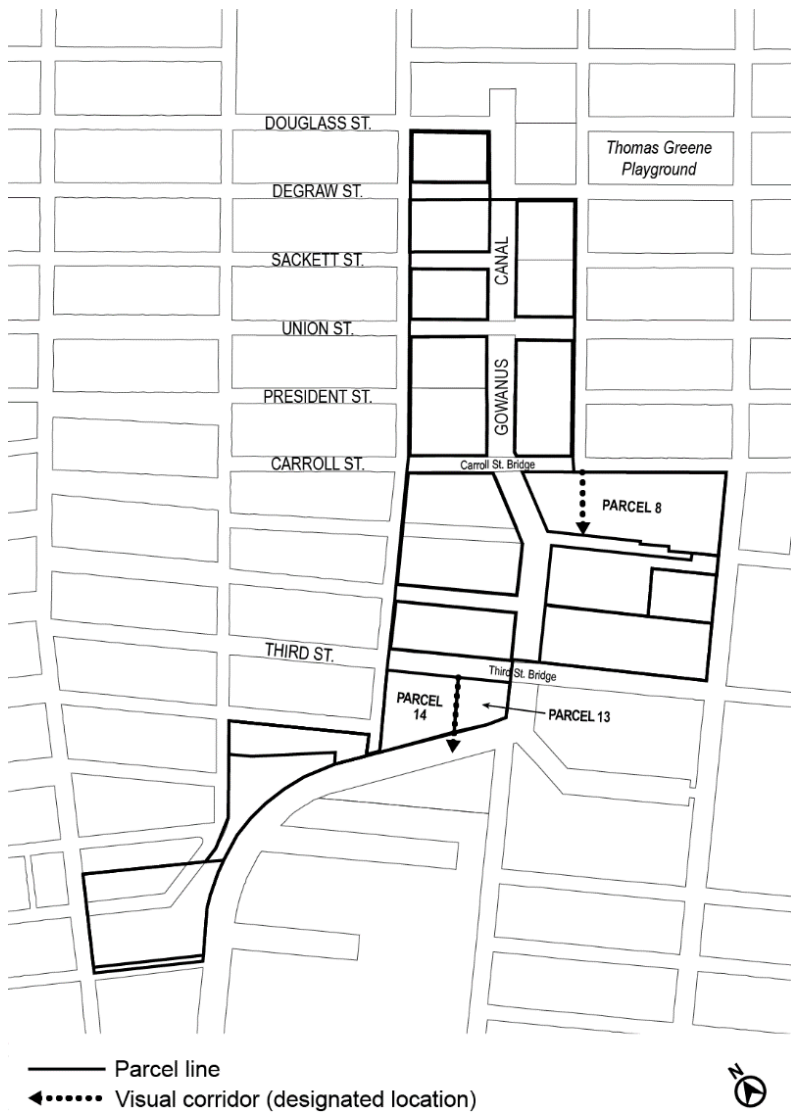 DOUGLASS ST.
Thomas Greene
Playground
DEGRAW ST.
SACKETT ST.
CANAL
UNION ST.
GOWANUS
PRESIDENT ST.
CARROLL ST.
Carroll St. Bridge
PARCEL 8
THIRD ST.
Third St. Bridge
PARCEL
14
PARCEL 13
Parcel line
Visual corridor (designated location)
N